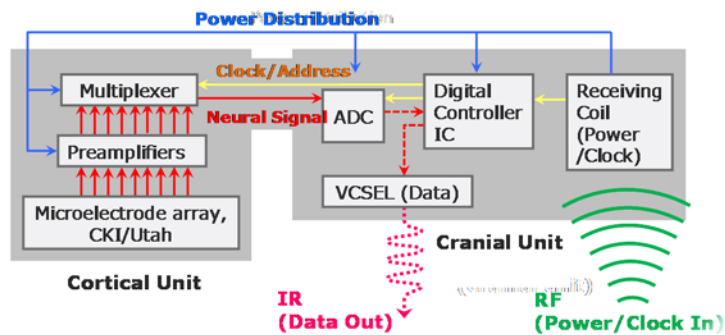 Power Distribution
Clock/Address
Multiplexer
Neural Signal
ADC
Digital
Controller
IC
Receiving
Coil
(Power
/Clock)
Preamplifiers
VCSEL (Data)
Microelectrode array,
CKI/Utah
Cortical Unit
Cranial Unit
IR
(Data Out)
RF
(Power/Clock In)